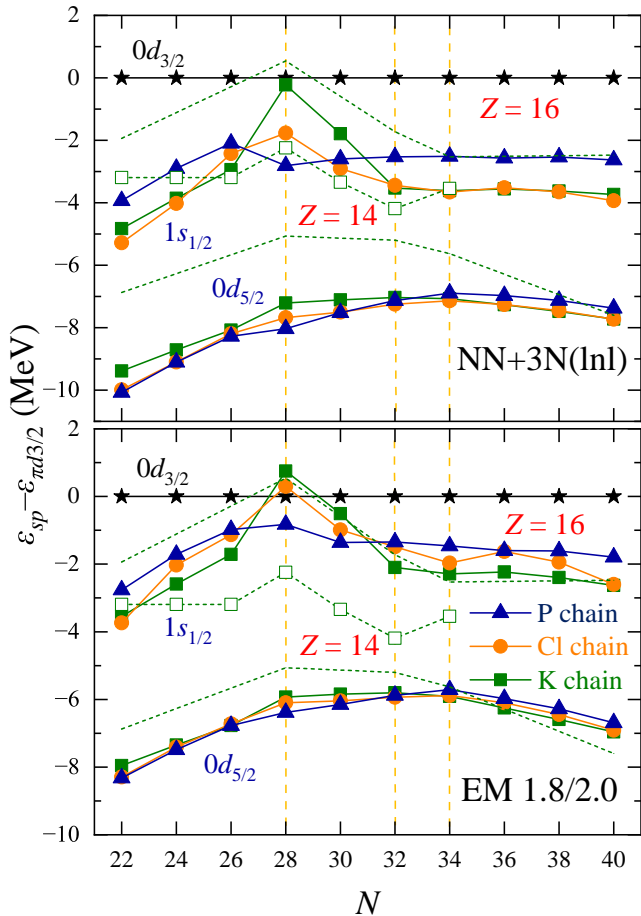 2
0d3/2
0
Z = 16
−2
Z = 14
−4
1s1/2
0d5/2
−6
−8
−10
NN+3N(lnl)
εsp−επd3/2 (MeV)
2
0d3/2
0
Z = 16
−2
1s1/2
P chain
Z = 14
Cl chain
−4
K chain
−6
0d5/2
−8
EM 1.8/2.0
−10
22 24 26 28 30 32 34 36 38 40
N